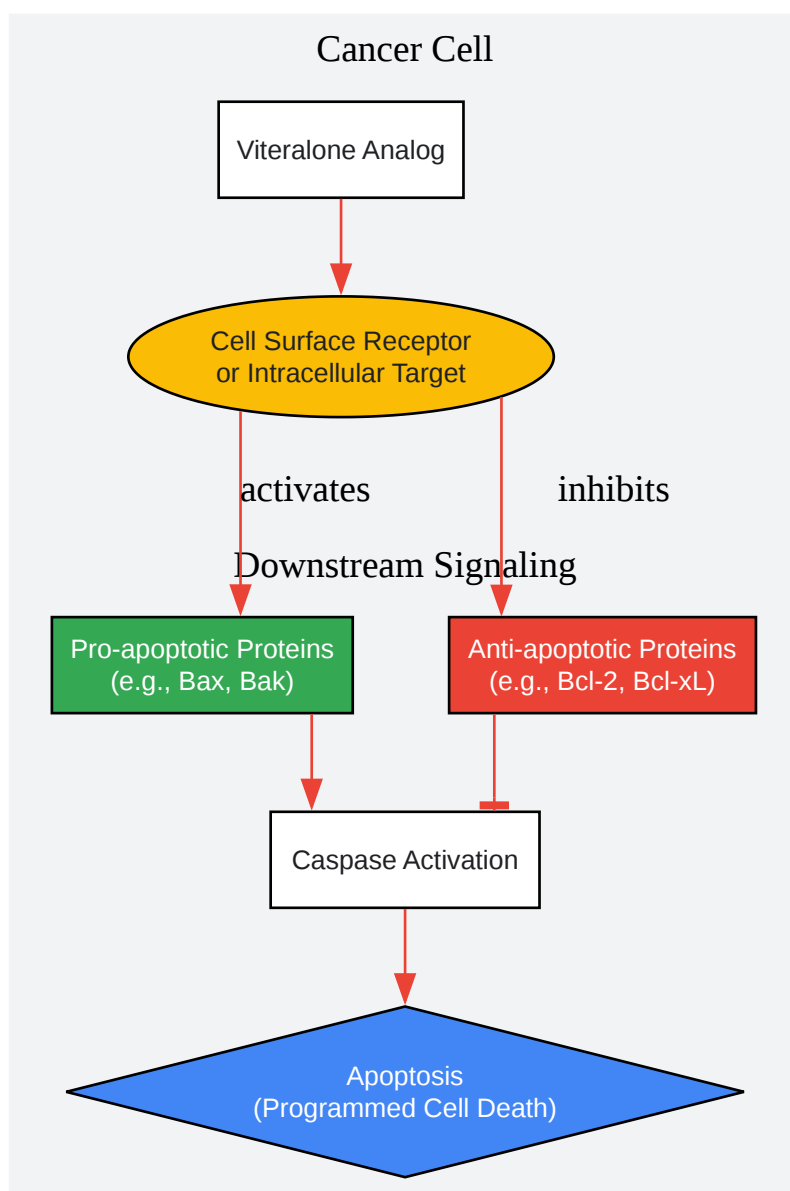 Cancer Cell
Viteralone Analog
Cell Surface Receptor
or Intracellular Target
activates
inhibits
Downstream Signaling
Pro-apoptotic Proteins
(e.g., Bax, Bak)
Anti-apoptotic Proteins
(e.g., Bcl-2, Bcl-xL)
Caspase Activation
Apoptosis
(Programmed Cell Death)